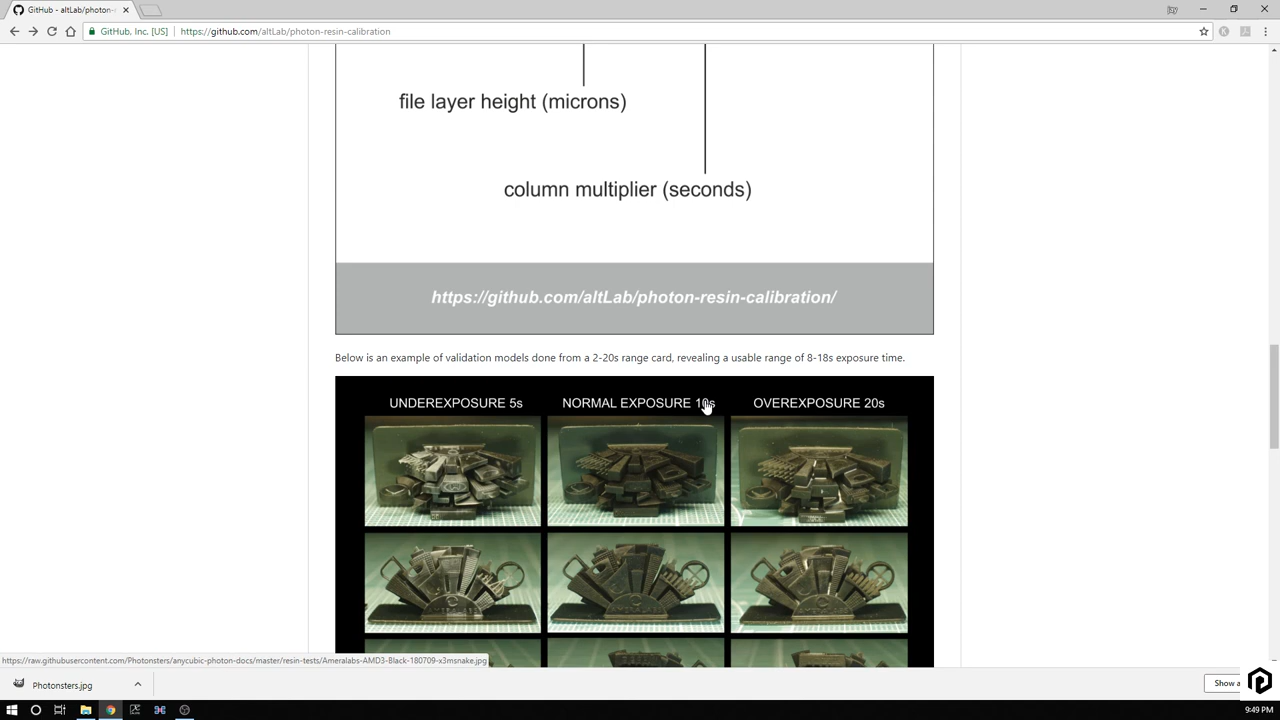 GitHub - altLab/photon-
GitHub, Inc. [US]
https://github.com/altLab/photon-resin-calibration
file layer height (microns)
column multiplier (seconds)
https://github.com/altLab/photon-resin-calibration/
Below is an example of validation models done from a 2-20s range card, revealing a usable range of 8-18s exposure time.
UNDEREXPOSURE 5s
NORMAL EXPOSURE 10s
OVEREXPOSURE 20s
https://raw.githubusercontent.com/Photonsters/anycubic-photon-docs/master/resin-tests/Ameralabs-AMD3-Black-180709-x3msnake.jpg
Photonsters.jpg
Show a
9:49 PM